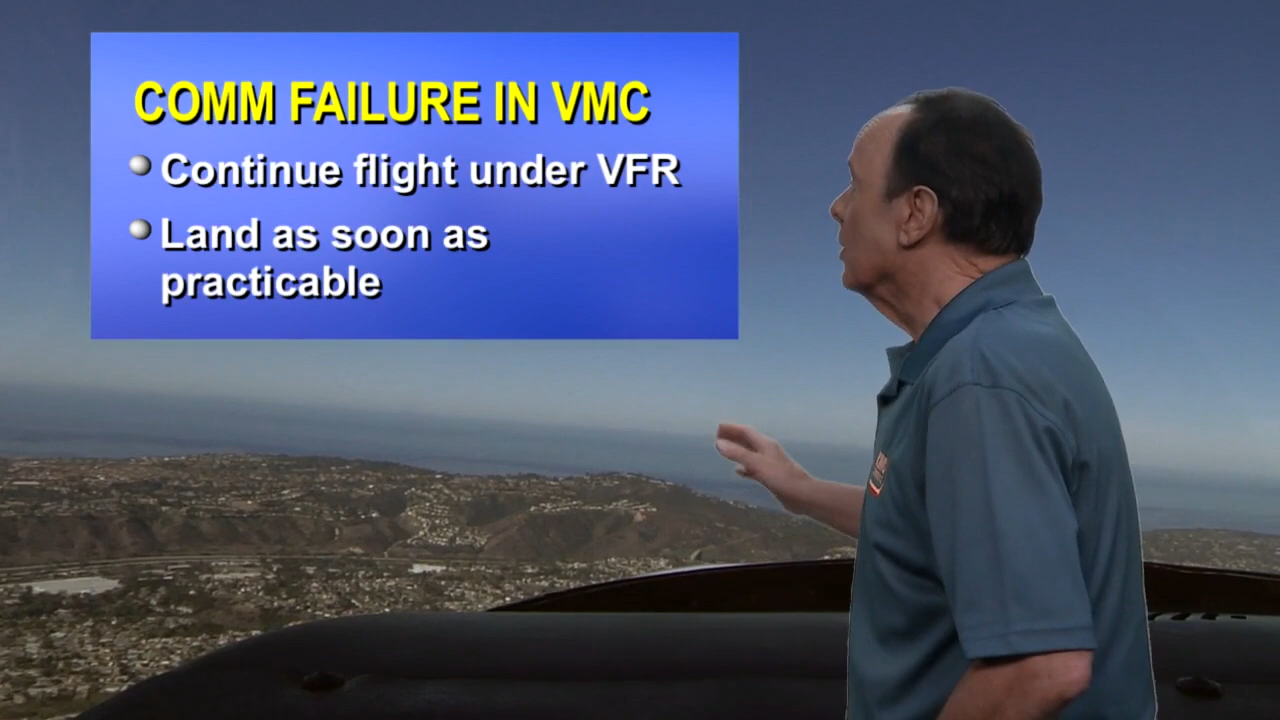 COMM FAILURE IN VMC
Continue flight under VFR
Land as soon as
practicable